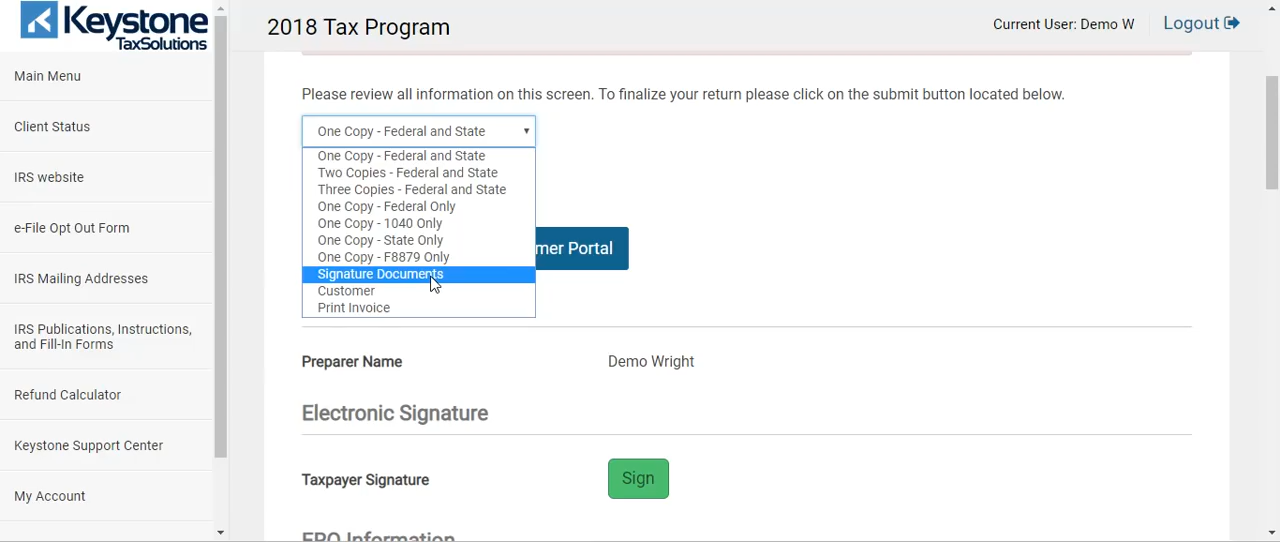 Keystone
TaxSolutions
2018 Tax Program
Current User: Demo W
Logout
Main Menu
Client Status
IRS website
e-File Opt Out Form
IRS Mailing Addresses
IRS Publications, Instructions,
and Fill-In Forms
Refund Calculator
Keystone Support Center
My Account
Please review all information on this screen. To finalize your return please click on the submit button located below.
One Copy - Federal and State
One Copy - Federal and State
Two Copies - Federal and State
Three Copies - Federal and State
One Copy - Federal Only
One Copy - 1040 Only
One Copy - State Only
One Copy - F8879 Only
Signature Documents
Customer
Print Invoice
mer Portal
Preparer Name
Demo Wright
Electronic Signature
Taxpayer Signature
Sign
ERO Information